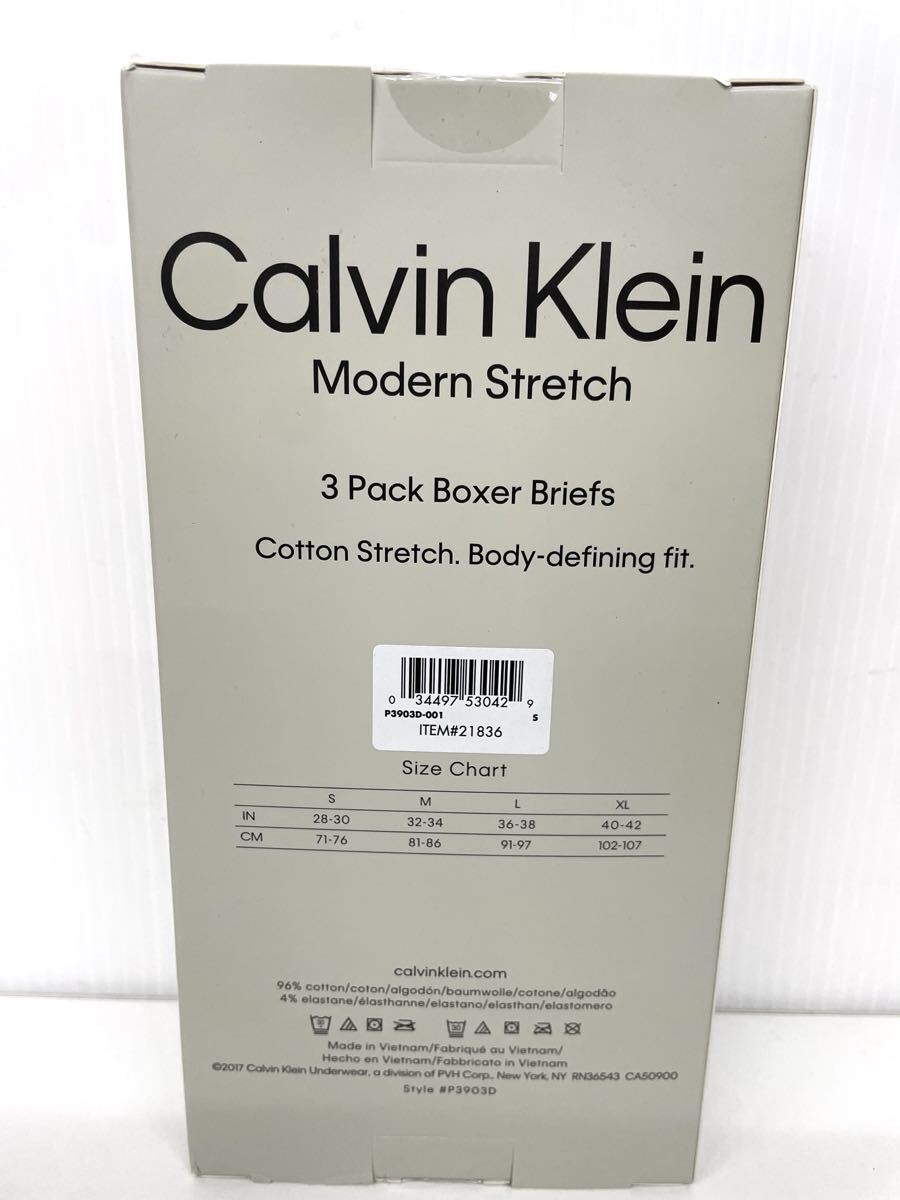 Calvin Klein
Modern Stretch
3 Pack Boxer Briefs
Cotton Stretch. Body-defining fit.
0 34497 53042 9
P3903D-001 S
ITEM#21836
Size Chart
S M L XL
IN 28-30 32-34 36-38 40-42
CM 71-76 81-86 91-97 102-107
calvinklein.com
96% cotton/coton/algodón/baumwolle/cotone/algodão
4% elastane/élasthanne/elastano/elasthan/elastomero
30 30
Made in Vietnam/Fabriqué au Vietnam/
Hecho en Vietnam/Fabbricato in Vietnam
©2017 Calvin Klein Underwear, a division of PVH Corp., New York, NY RN36543 CA50900
Style #P3903D